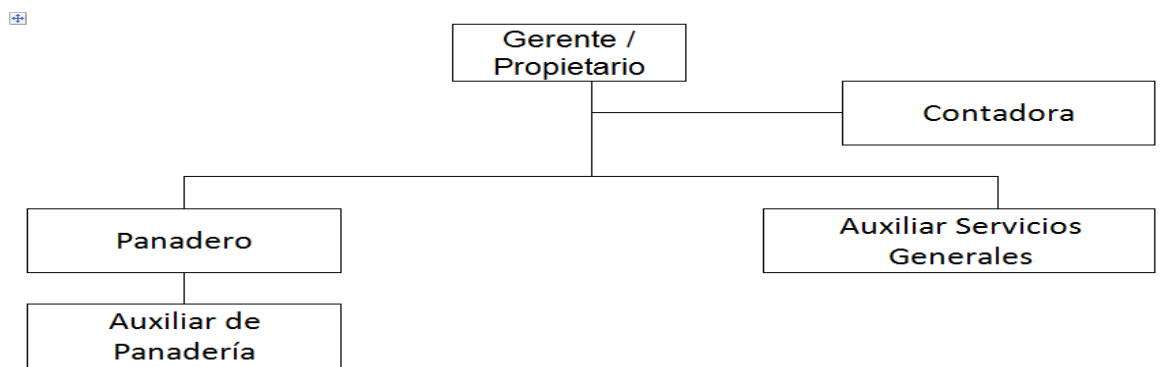 Gerente /
Propietario
Contadora
Panadero
Auxiliar Servicios
Generales
Auxiliar de
Panadería